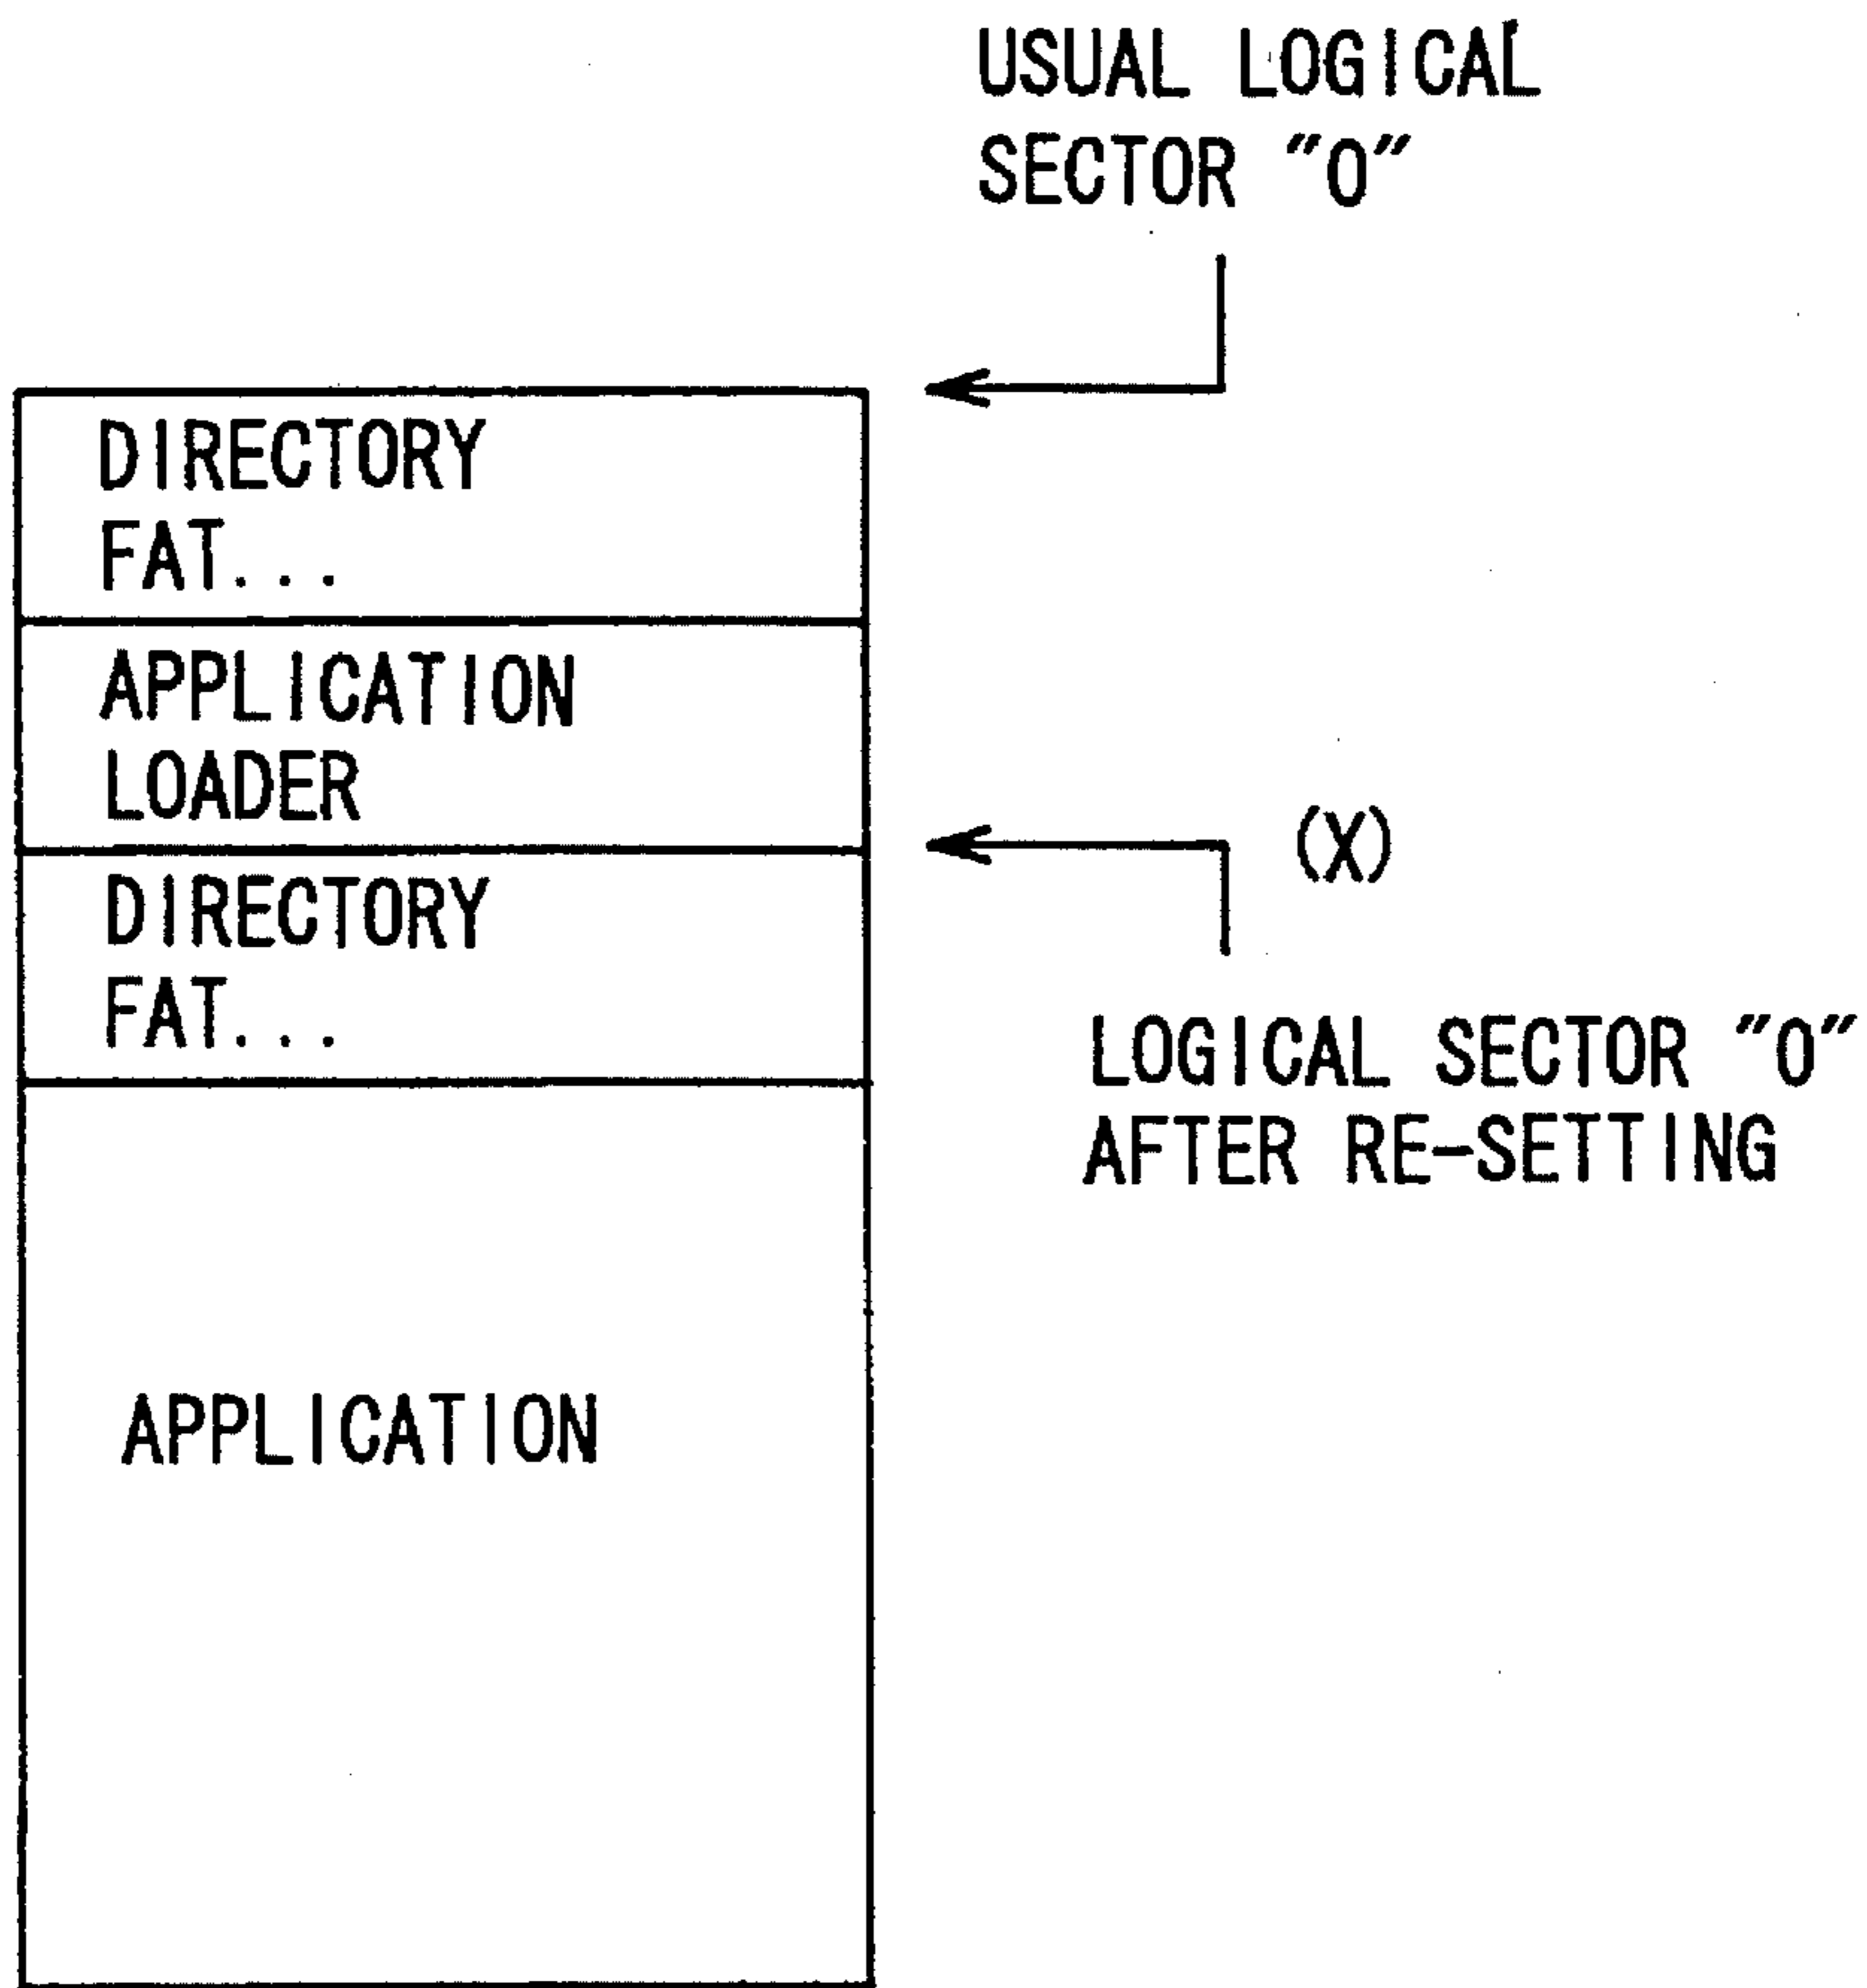 USUAL LOGICAL
SECTOR "0"
DIRECTORY
FAT...
APPLICATION
LOADER
(X)
DIRECTORY
FAT...
LOGICAL SECTOR "0"
AFTER RE-SETTING
APPLICATION